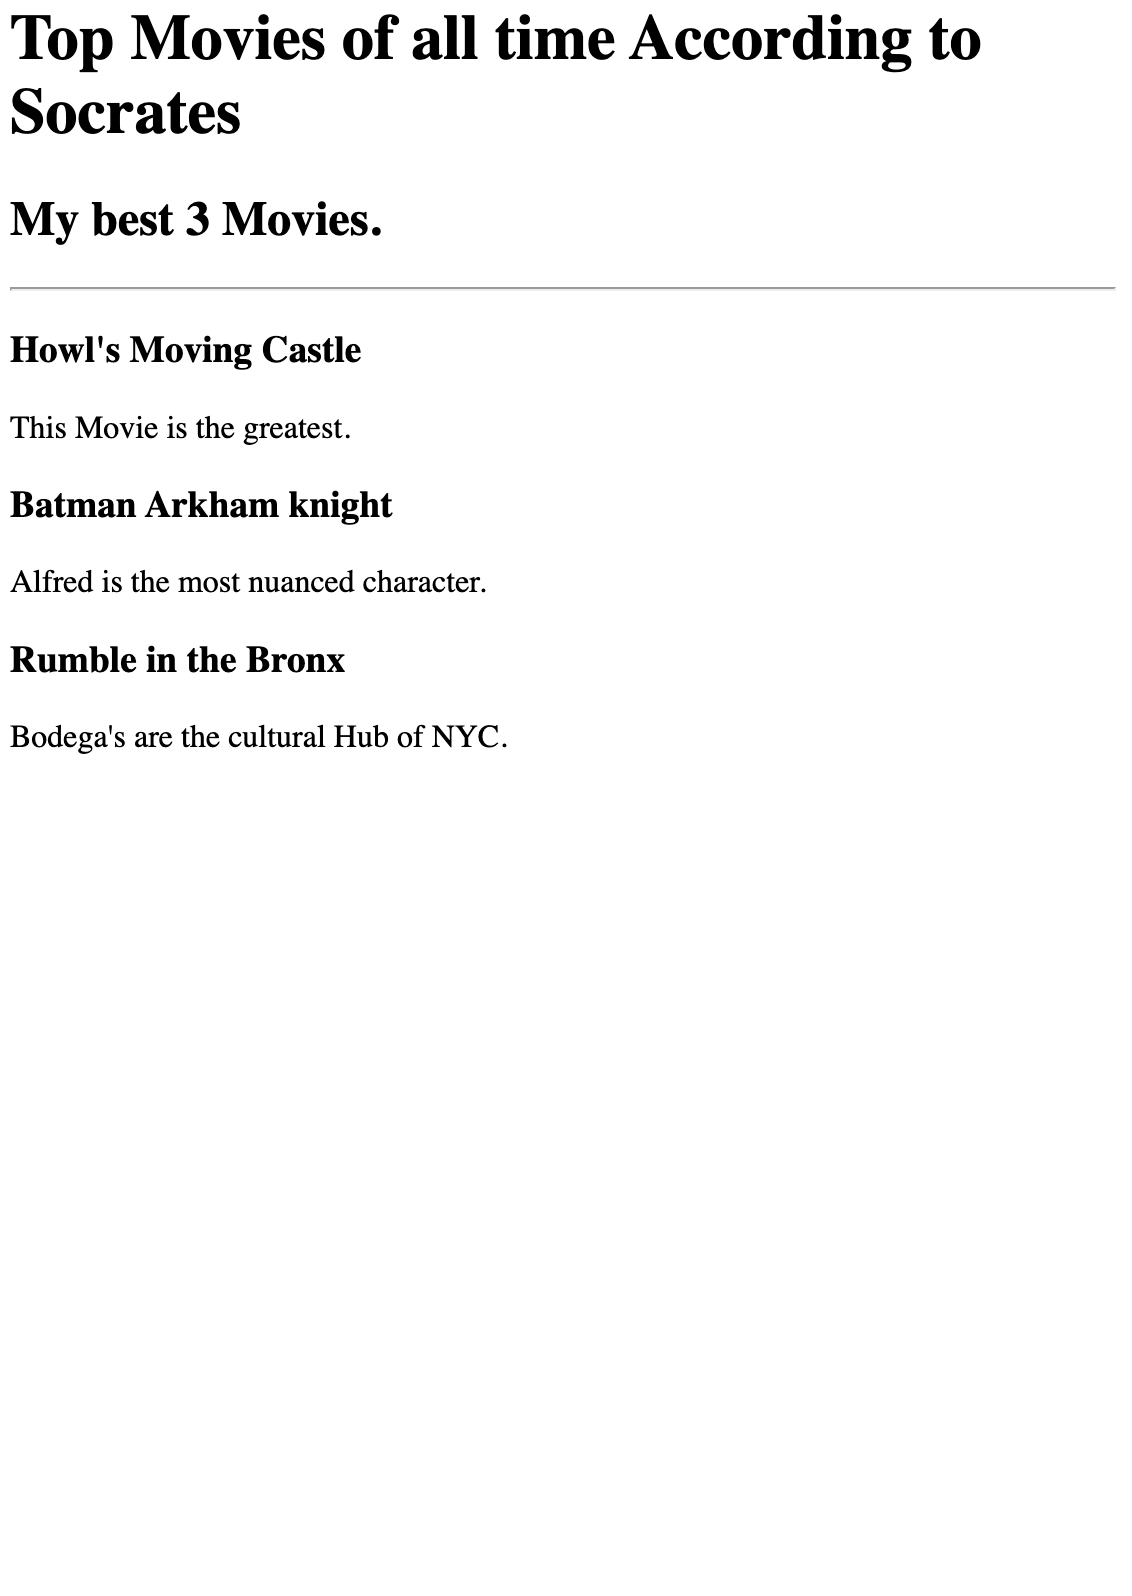 Top Movies of all time According to
Socrates
My best 3 Movies.
Howl's Moving Castle
This Movie is the greatest.
Batman Arkham knight
Alfred is the most nuanced character.
Rumble in the Bronx
Bodega's are the cultural Hub of NYC.